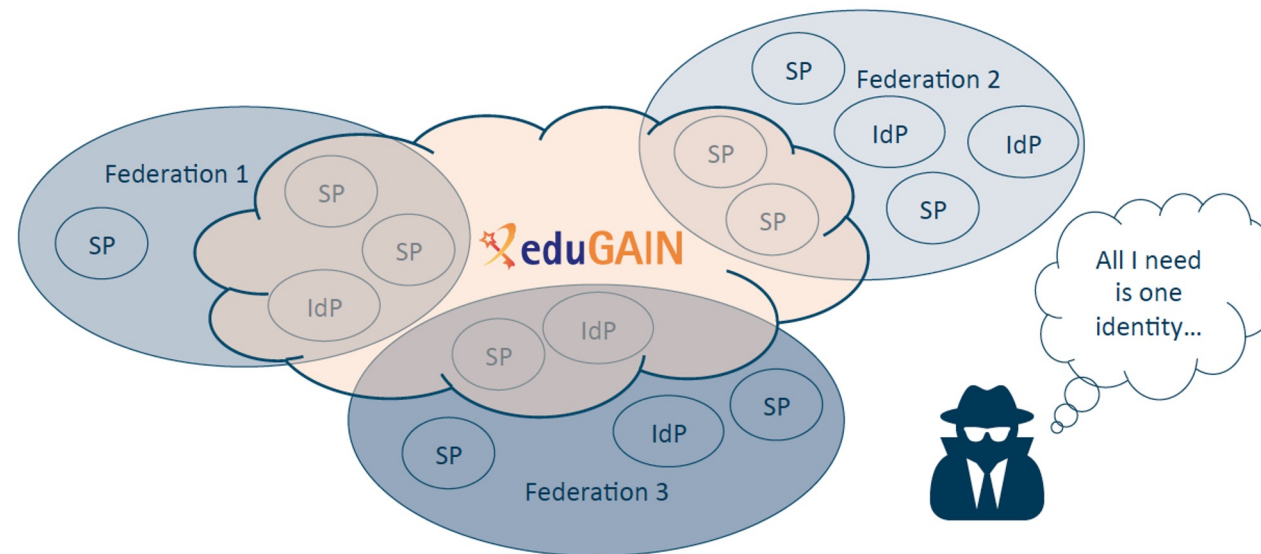 Federation 1
SP
SP
SP
IdP
eduGAIN
SP
Federation 2
IdP
IdP
SP
SP
SP
SP
IdP
SP
IdP
SP
Federation 3
All I need
is one
identity...